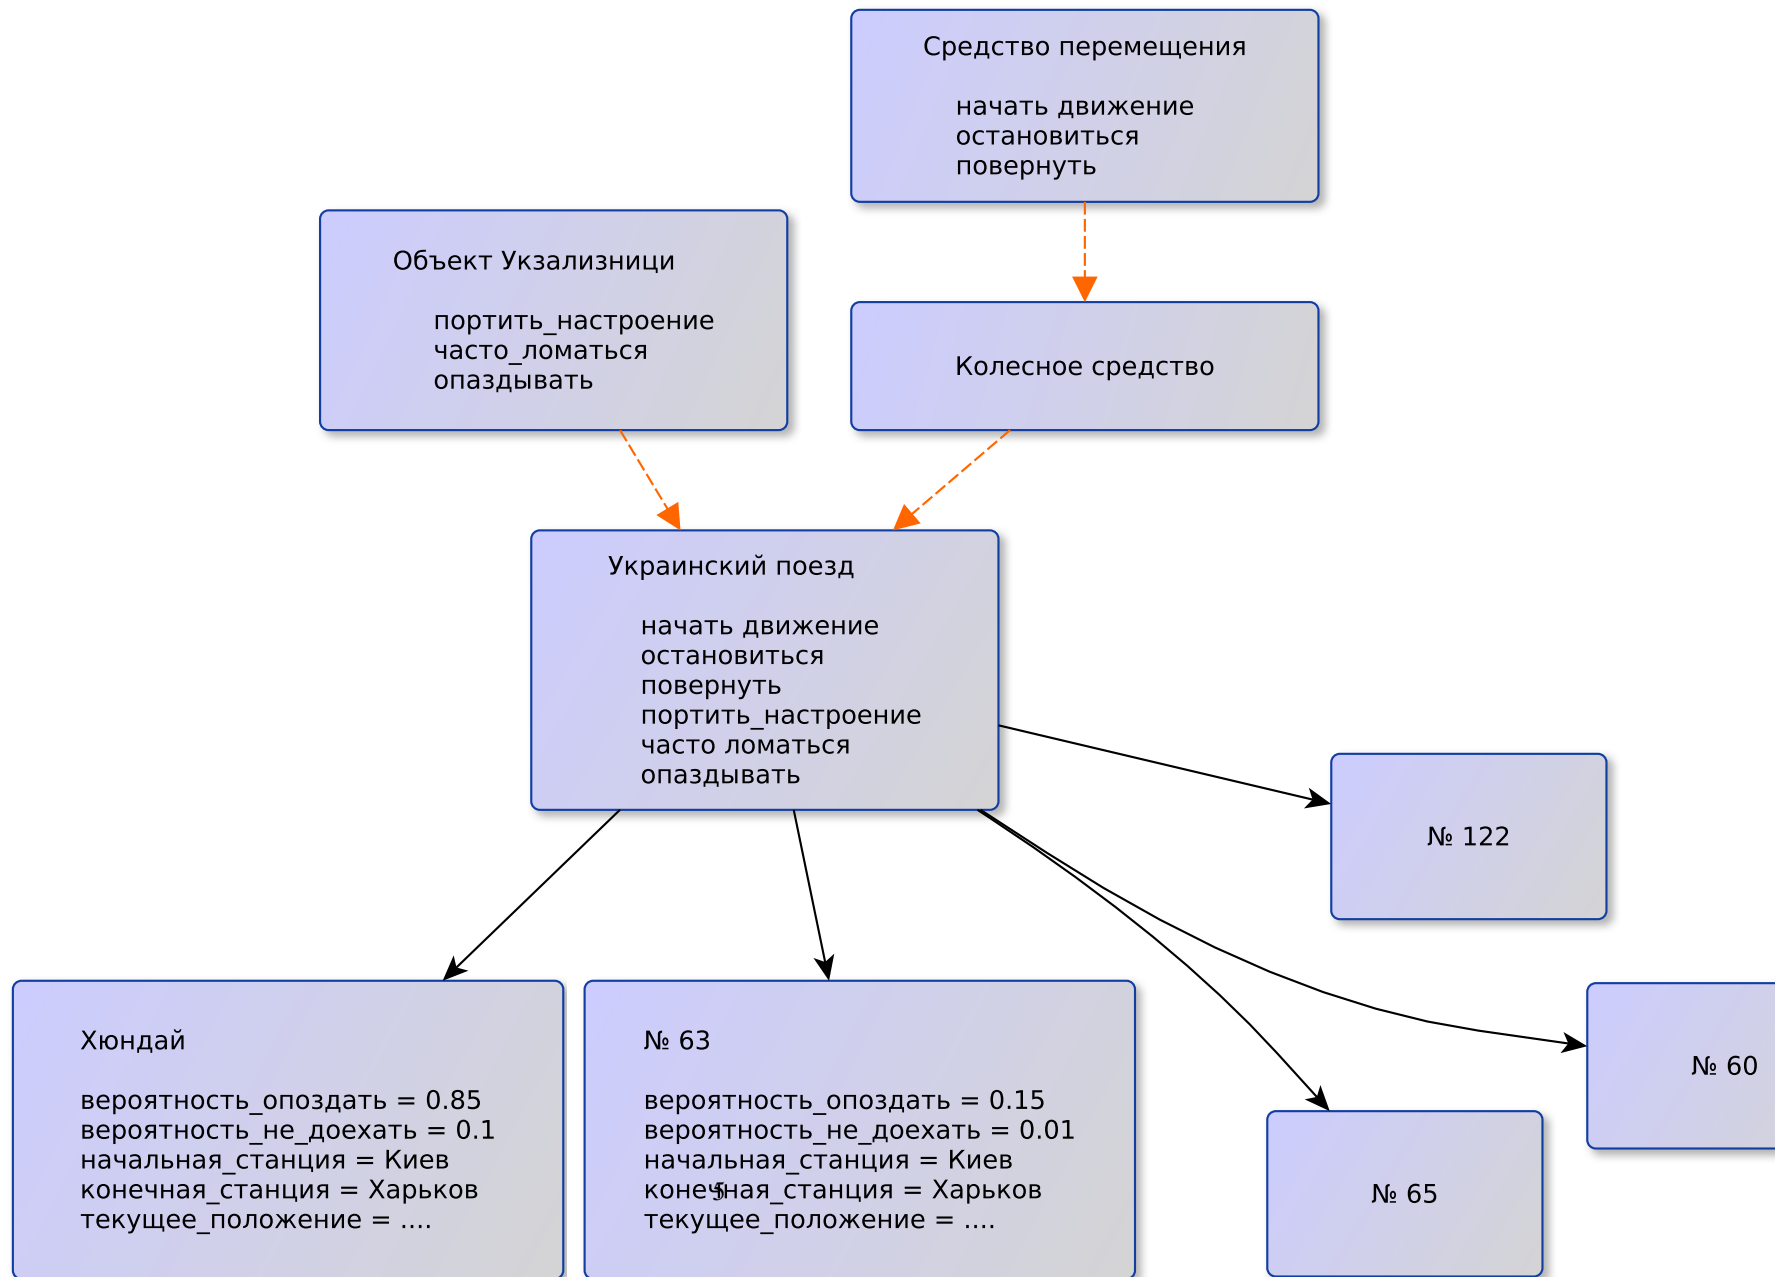 Средство перемещения
начать движение
остановиться
повернуть
Объект Укзализници
портить_настроение
часто_ломаться
опаздывать
Колесное средство
Украинский поезд
начать движение
остановиться
повернуть
портить_настроение
часто ломаться
опаздывать
№ 122
Хюндай
вероятность_опоздать = 0.85
вероятность_не_доехать = 0.1
начальная_станция = Киев
конечная_станция = Харьков
текущее_положение = ....
№ 63
вероятность_опоздать = 0.15
вероятность_не_доехать = 0.01
начальная_станция = Киев
конечная_станция = Харьков
текущее_положение = ....
5
№ 60
№ 65